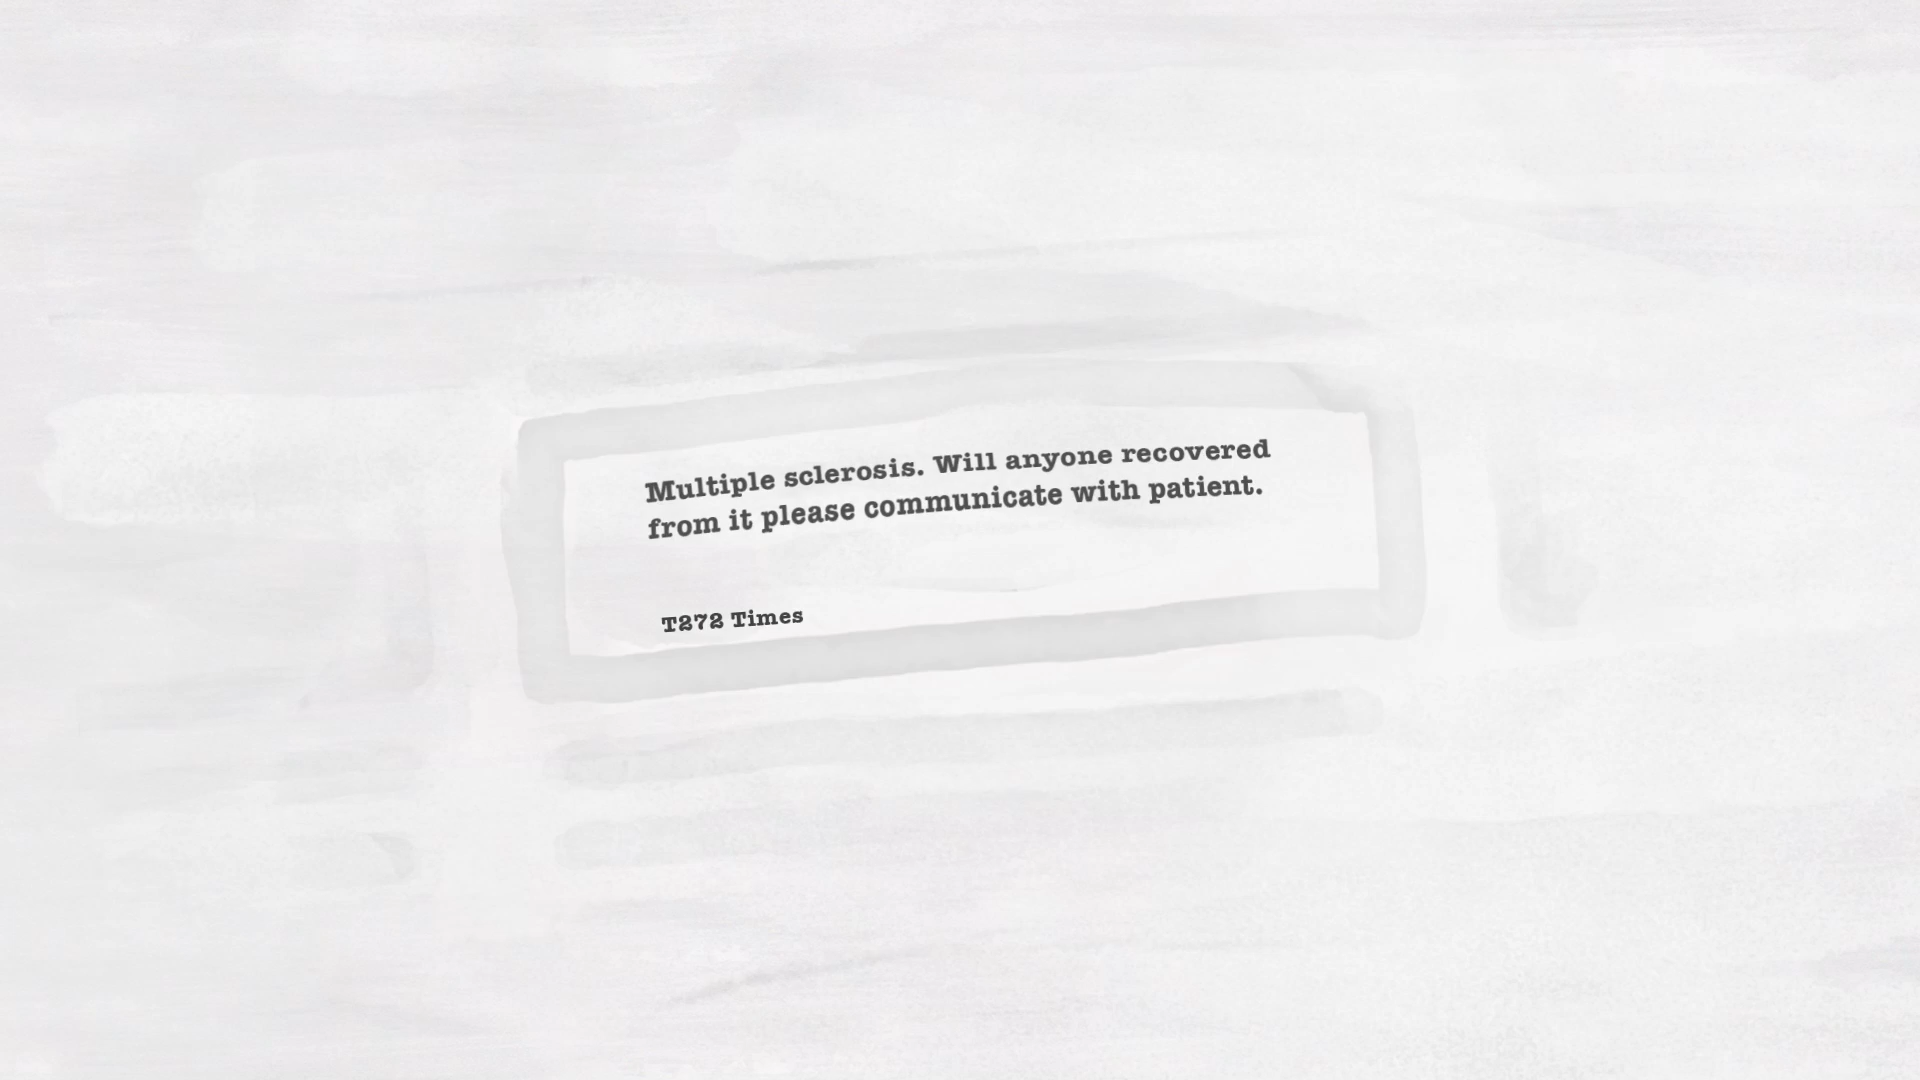 Multiple sclerosis. Will anyone recovered
from it please communicate with patient.
T272 Times